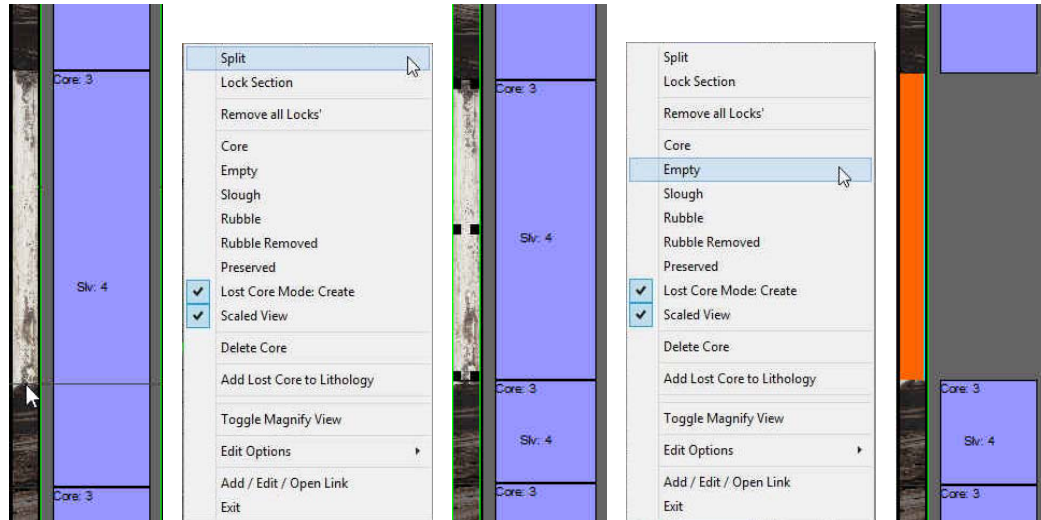 Core: 3
Slv: 4
Core: 3
Split
Lock Section
Remove all Locks'
Core
Empty
Slough
Rubble
Rubble Removed
Preserved
Lost Core Mode: Create
Scaled View
Delete Core
Add Lost Core to Lithology
Toggle Magnify View
Edit Options
Add / Edit / Open Link
Exit
Core: 3
Slv: 4
Core: 3
Slv: 4
Core: 3
Split
Lock Section
Remove all Locks'
Core
Empty
Slough
Rubble
Rubble Removed
Preserved
Lost Core Mode: Create
Scaled View
Delete Core
Add Lost Core to Lithology
Toggle Magnify View
Edit Options
Add / Edit / Open Link
Exit
Core: 3
Slv: 4
Core: 3